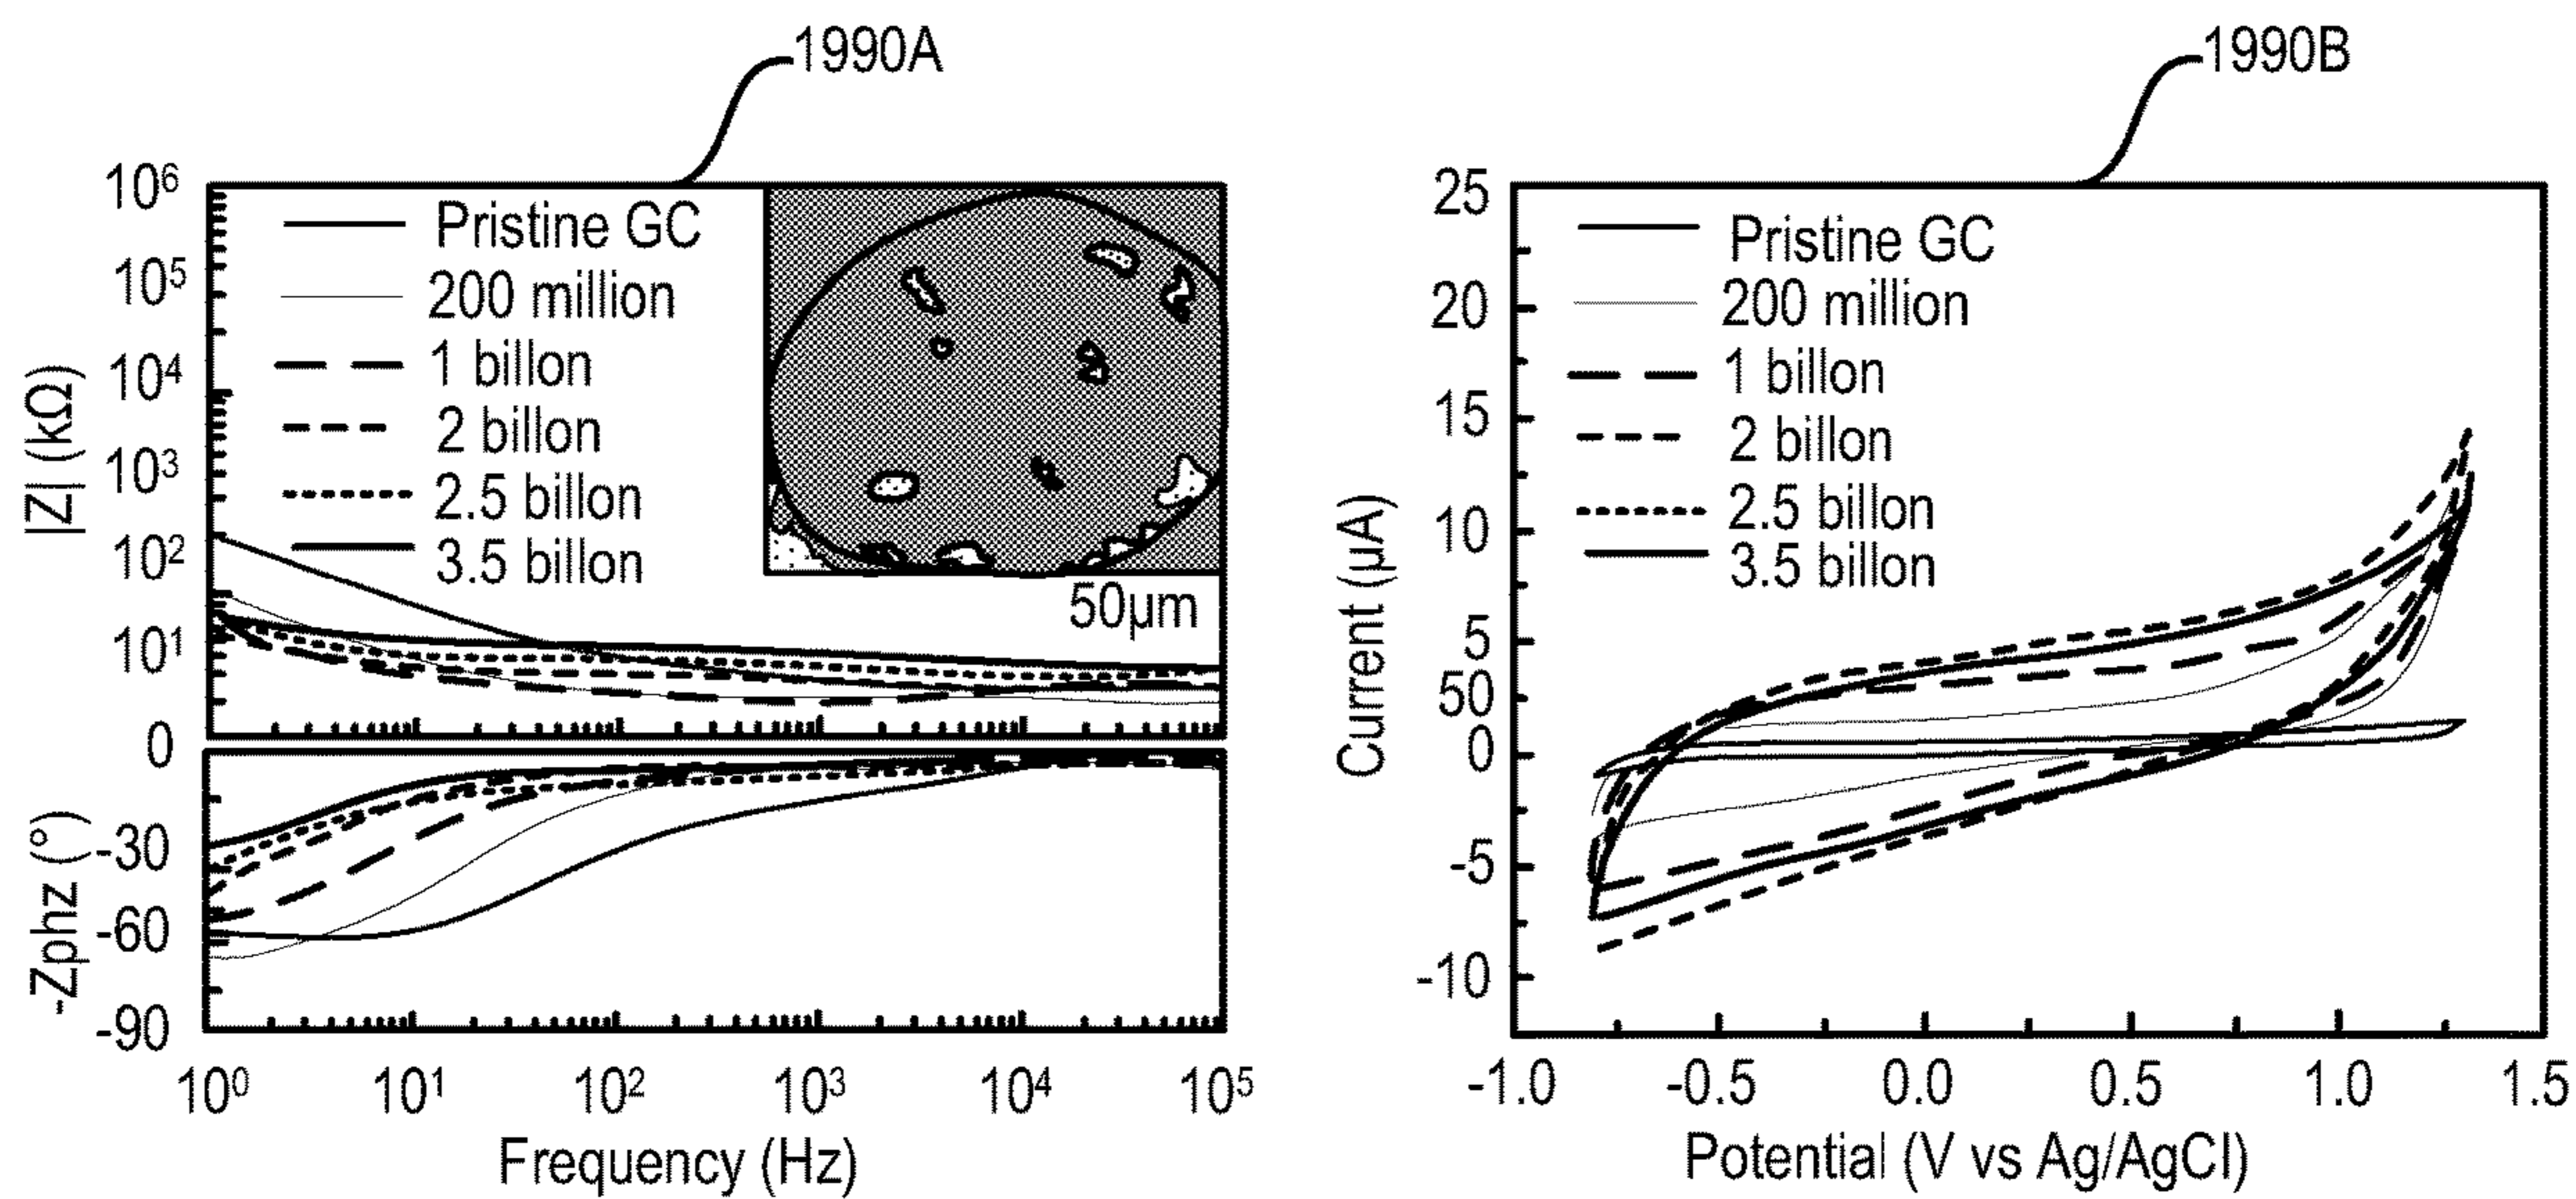 1990A
10⁶
10⁵
10⁴
10³
10²
10¹
0
|Z| (kΩ)
Pristine GC
200 million
1 billon
2 billon
2.5 billon
3.5 billon
50µm
-30
-60
-90
-Zphz (°)
10⁰ 10¹ 10² 10³ 10⁴ 10⁵
Frequency (Hz)
1990B
25
20
15
10
5
50
0
-5
-10
Current (µA)
Pristine GC
200 million
1 billon
2 billon
2.5 billon
3.5 billon
-1.0 -0.5 0.0 0.5 1.0 1.5
Potential (V vs Ag/AgCl)